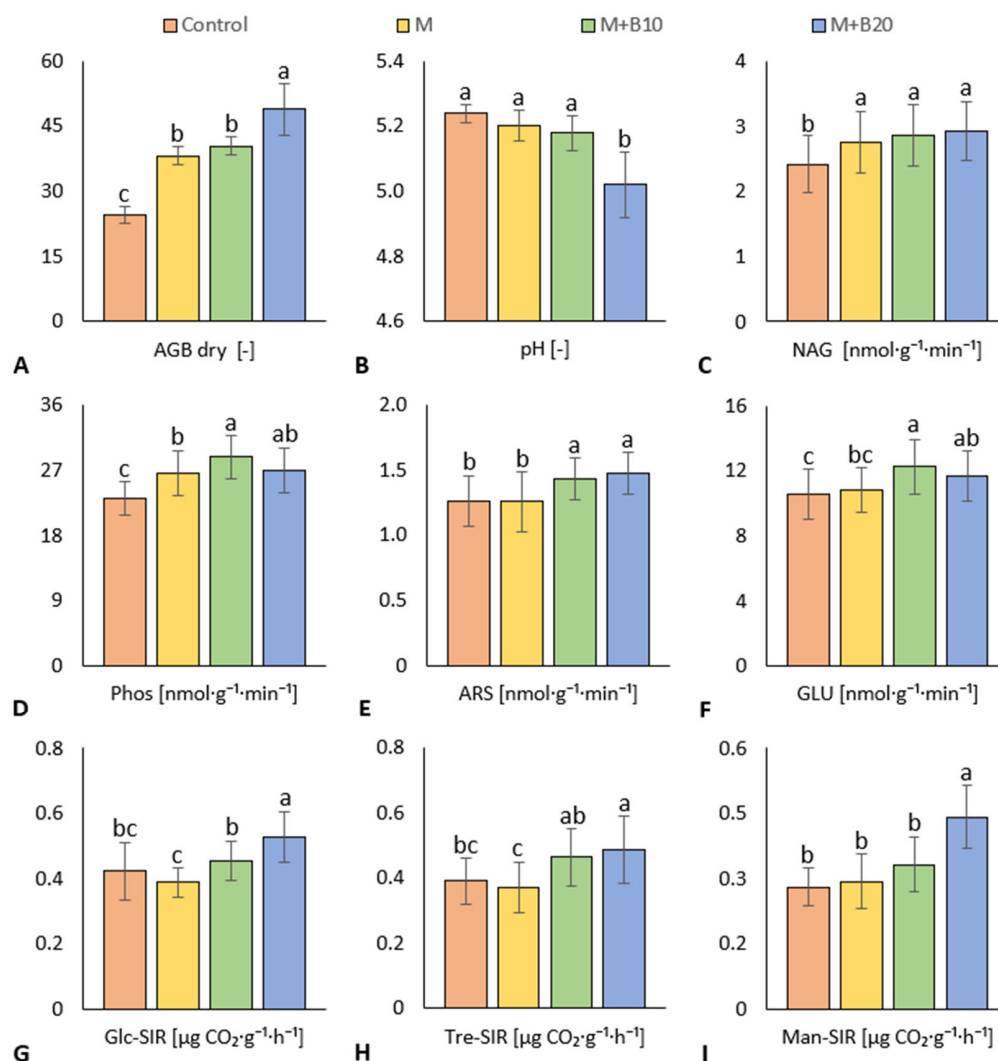 Control M M+B10 M+B20
60
45
30
15
0
c b b a
A AGB dry [-]
5.4
5.2
5.0
4.8
4.6
a a a b
B pH [-]
4
3
2
1
0
b a a a
C NAG [nmol·g⁻¹·min⁻¹]
36
27
18
9
0
c b a ab
D Phos [nmol·g⁻¹·min⁻¹]
2.0
1.5
1.0
0.5
0
b b a a
E ARS [nmol·g⁻¹·min⁻¹]
16
12
8
4
0
c bc a ab
F GLU [nmol·g⁻¹·min⁻¹]
0.8
0.6
0.4
0.2
0
bc c b a
G Glc-SIR [µg CO₂·g⁻¹·h⁻¹]
0.8
0.6
0.4
0.2
0
bc c ab a
H Tre-SIR [µg CO₂·g⁻¹·h⁻¹]
0.6
0.5
0.3
0.2
0
b b b a
I Man-SIR [µg CO₂·g⁻¹·h⁻¹]